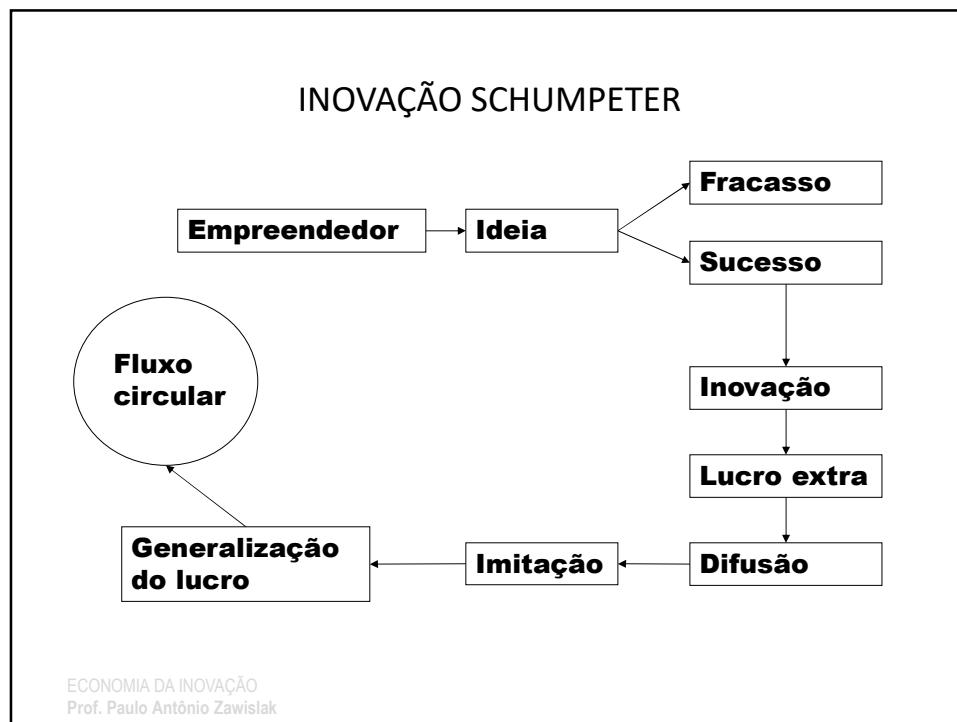 INOVAÇÃO SCHUMPETER
Fracasso
Empreendedor
Ideia
Sucesso
Fluxo
circular
Inovação
Lucro extra
Generalização
do lucro
Imitação
Difusão
ECONOMIA DA INOVAÇÃO
Prof. Paulo Antônio Zawislak